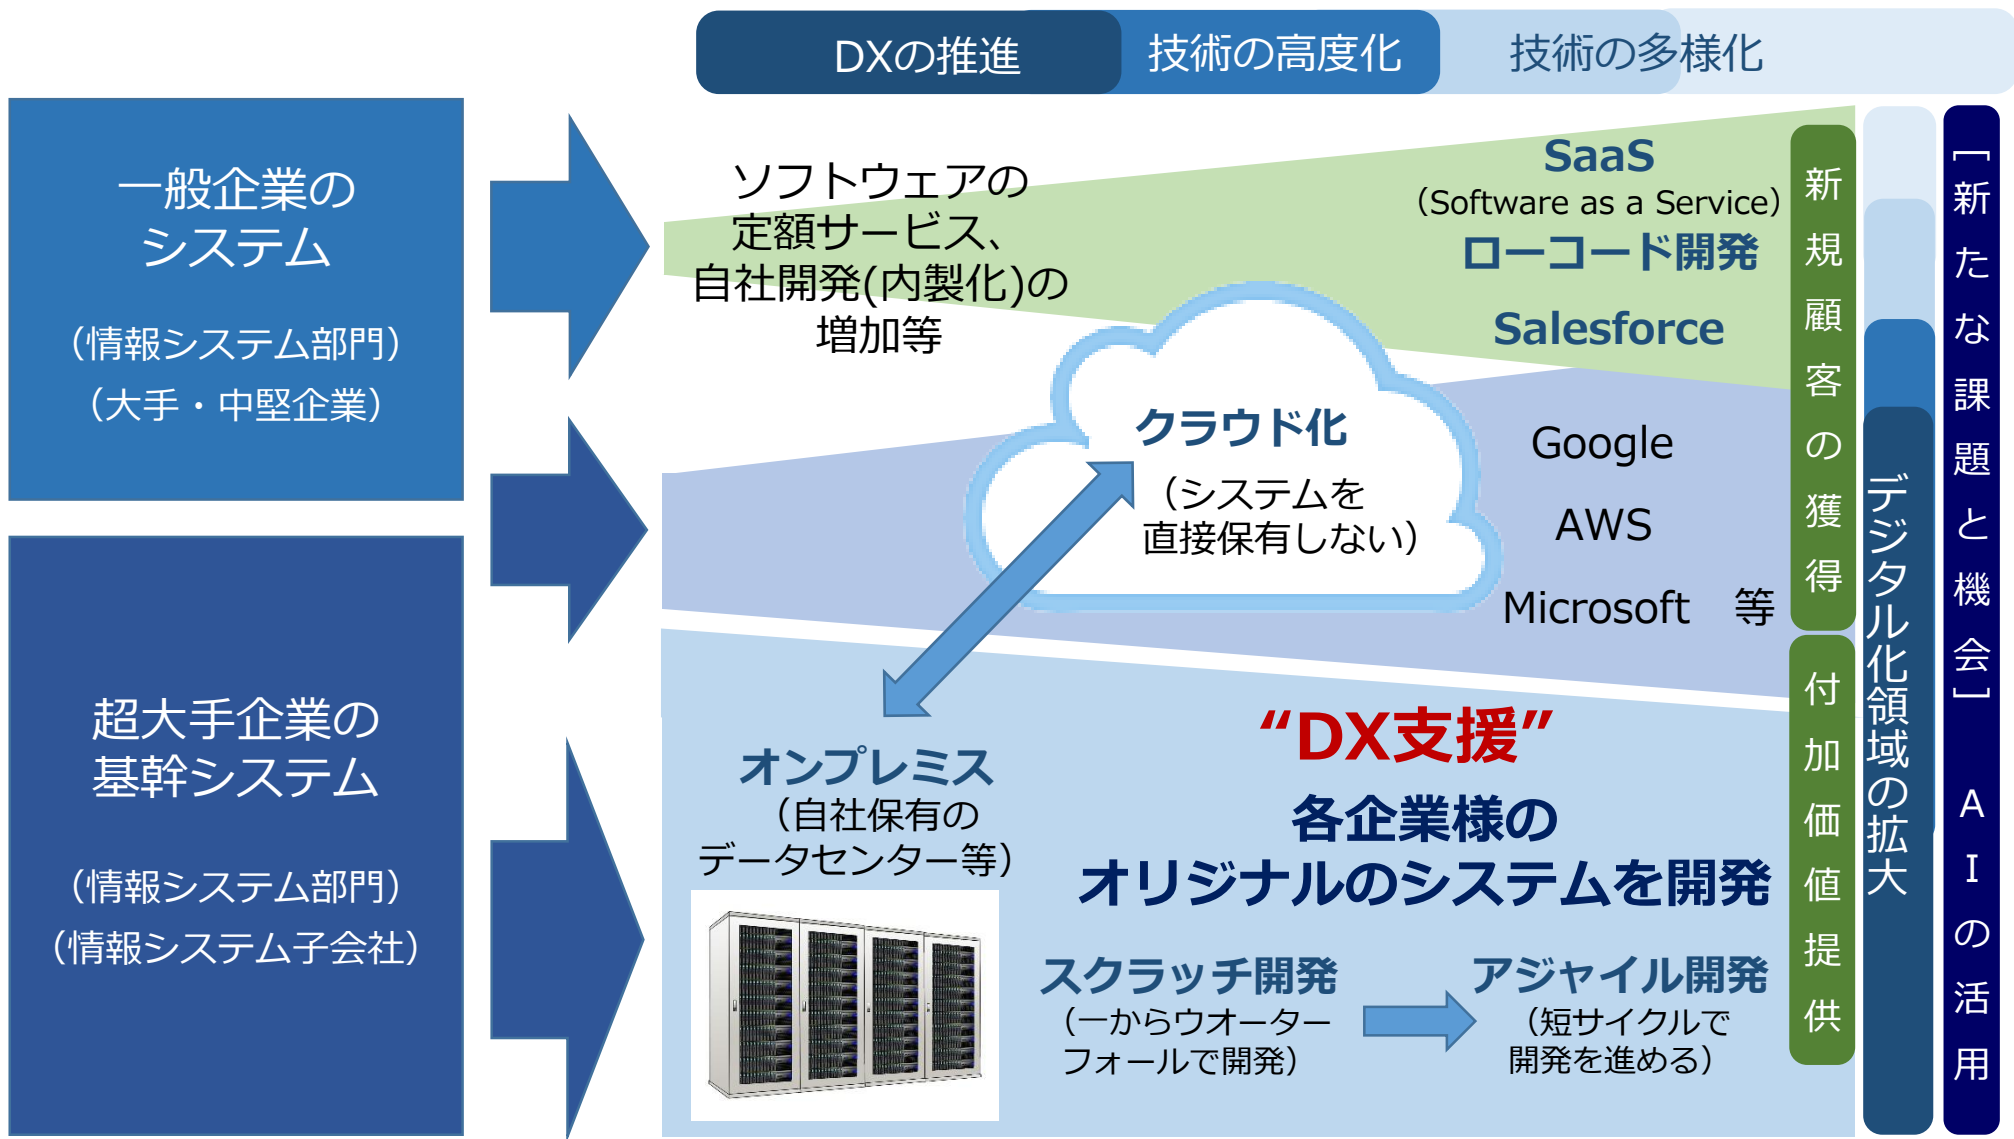 DXの推進
技術の高度化
技術の多様化
一般企業の
システム
（情報システム部門）
（大手・中堅企業）
超大手企業の
基幹システム
（情報システム部門）
（情報システム子会社）
ソフトウェアの
定額サービス、
自社開発(内製化)の
増加等
SaaS
（Software as a Service）
ローコード開発
Salesforce
クラウド化
（システムを
直接保有しない）
Google
AWS
Microsoft　等
オンプレミス
（自社保有の
データセンター等）
“DX支援”
各企業様の
オリジナルのシステムを開発
スクラッチ開発
（一からウオーター
フォールで開発）
アジャイル開発
（短サイクルで
開発を進める）
新規顧客の獲得
付加価値提供
デジタル化領域の拡大
［新たな課題と機会］　AIの活用